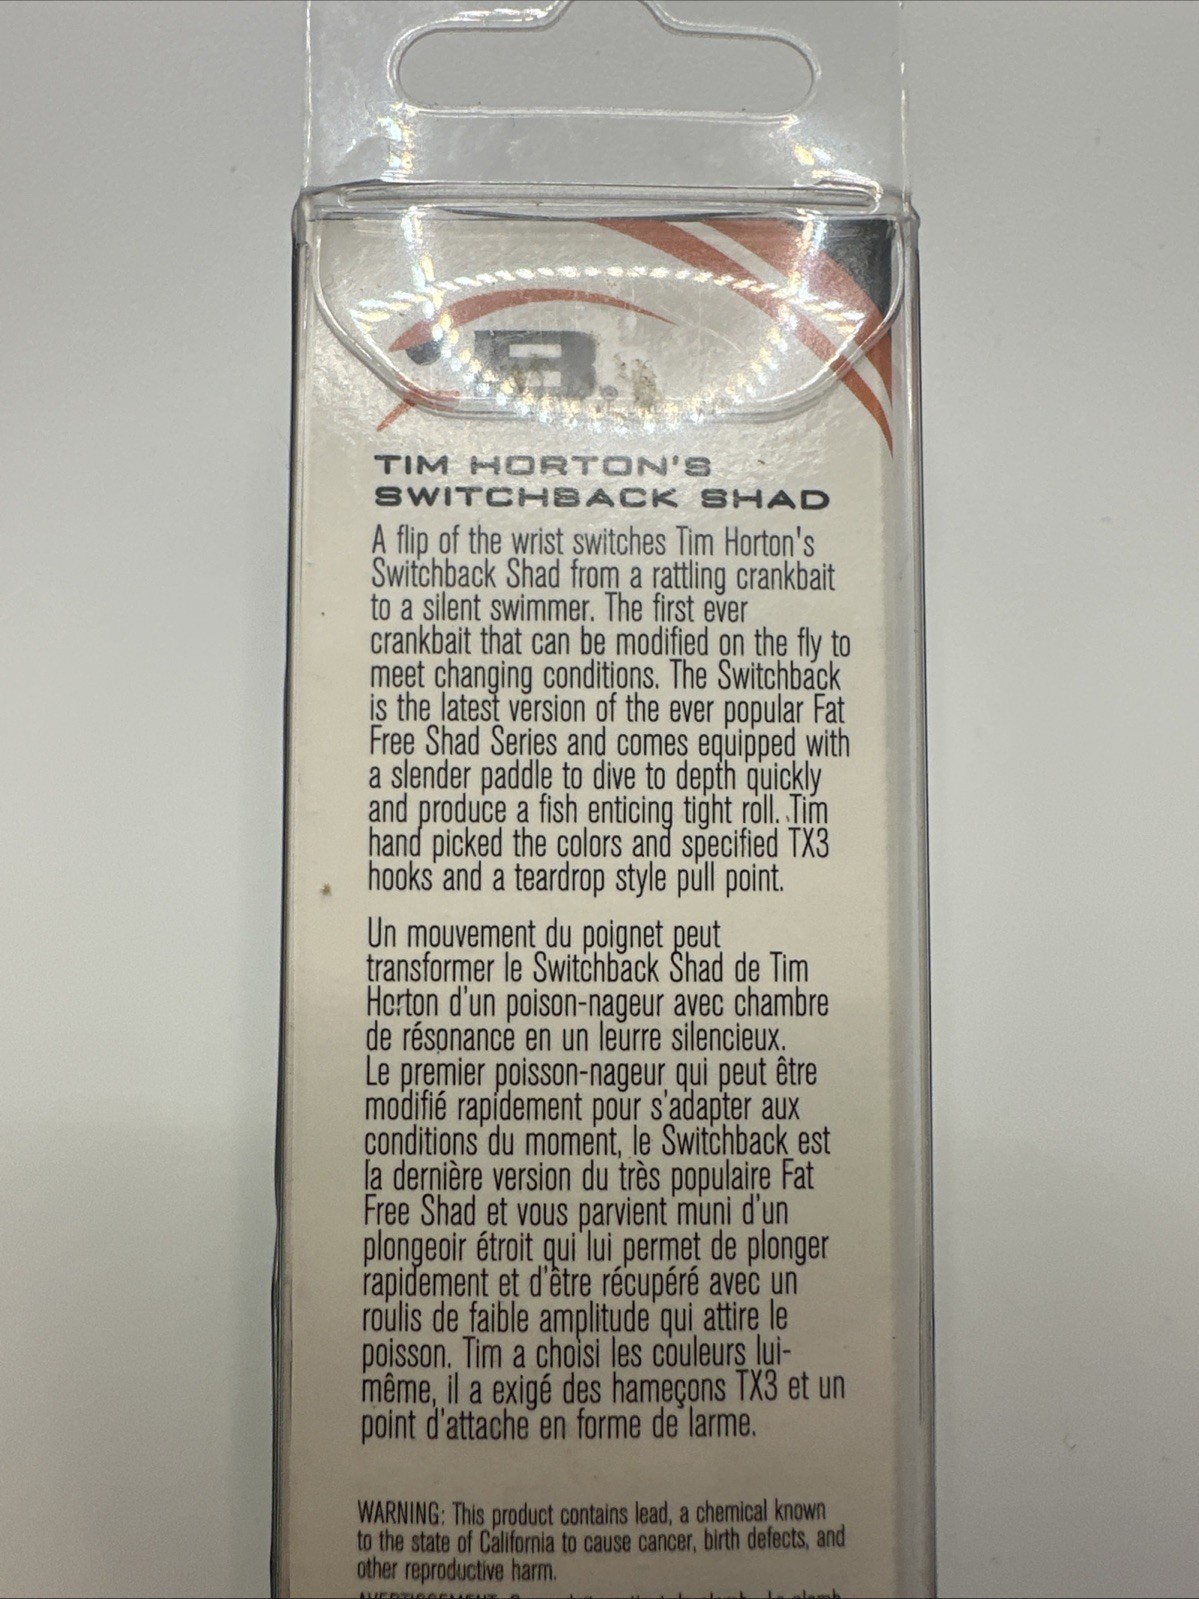 TIM HORTON'S
SWITCHBACK SHAD
A flip of the wrist switches Tim Horton's
Switchback Shad from a rattling crankbait
to a silent swimmer. The first ever
crankbait that can be modified on the fly to
meet changing conditions. The Switchback
is the latest version of the ever popular Fat
Free Shad Series and comes equipped with
a slender paddle to dive to depth quickly
and produce a fish enticing tight roll. Tim
hand picked the colors and specified TX3
hooks and a teardrop style pull point.
Un mouvement du poignet peut
transformer le Switchback Shad de Tim
Horton d'un poison-nageur avec chambre
de résonance en un leurre silencieux.
Le premier poisson-nageur qui peut être
modifié rapidement pour s'adapter aux
conditions du moment, le Switchback est
la dernière version du très populaire Fat
Free Shad et vous parvient muni d'un
plongeoir étroit qui lui permet de plonger
rapidement et d'être récupéré avec un
roulis de faible amplitude qui attire le
poisson. Tim a choisi les couleurs lui-
même, il a exigé des hameçons TX3 et un
point d'attache en forme de larme.
WARNING: This product contains lead, a chemical known
to the state of California to cause cancer, birth defects, and
other reproductive harm.